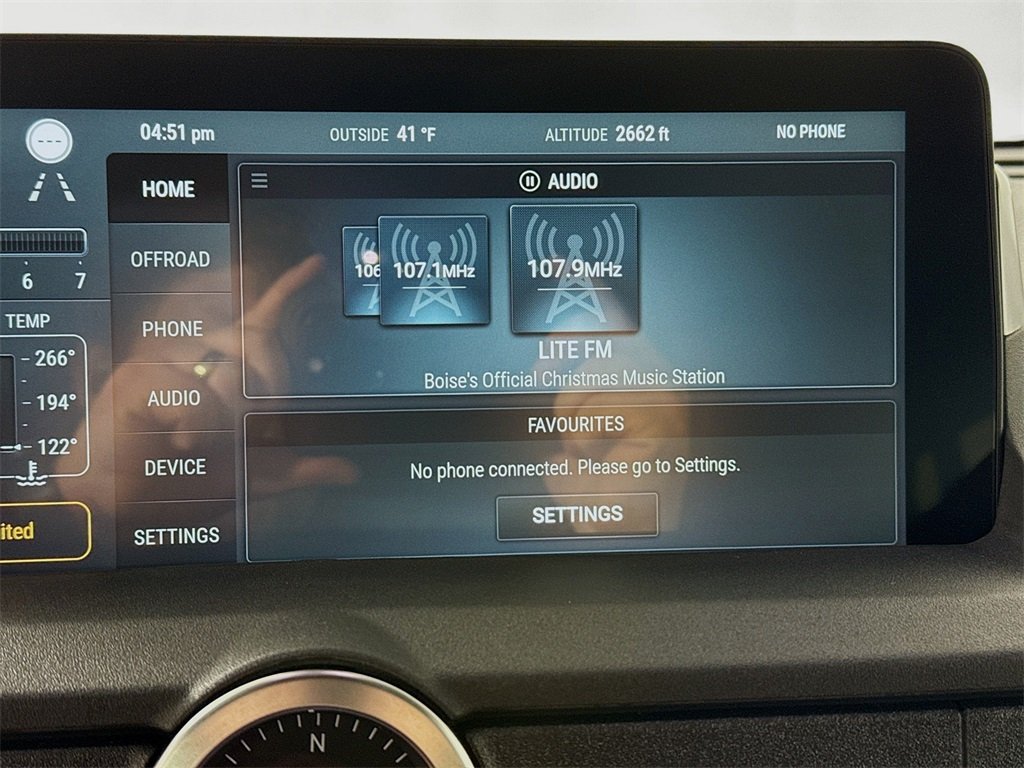 ---
04:51 pm
OUTSIDE 41 °F
ALTITUDE 2662 ft
NO PHONE
HOME
OFFROAD
PHONE
AUDIO
DEVICE
SETTINGS
6 7
TEMP
266°
194°
122°
ited
AUDIO
106
107.1MHz
107.9MHz
LITE FM
Boise's Official Christmas Music Station
FAVOURITES
No phone connected. Please go to Settings.
SETTINGS
N